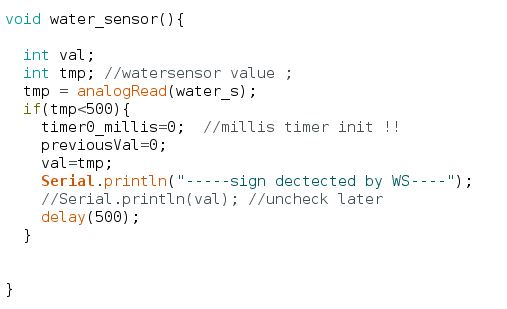 void water_sensor(){
int val;
int tmp; //watersensor value ;
tmp = analogRead(water_s);
if(tmp<500){
timer0_millis=0;  //millis timer init !!
previousVal=0;
val=tmp;
Serial.println("-----sign dectected by WS----");
//Serial.println(val); //uncheck later
delay(500);
}
}